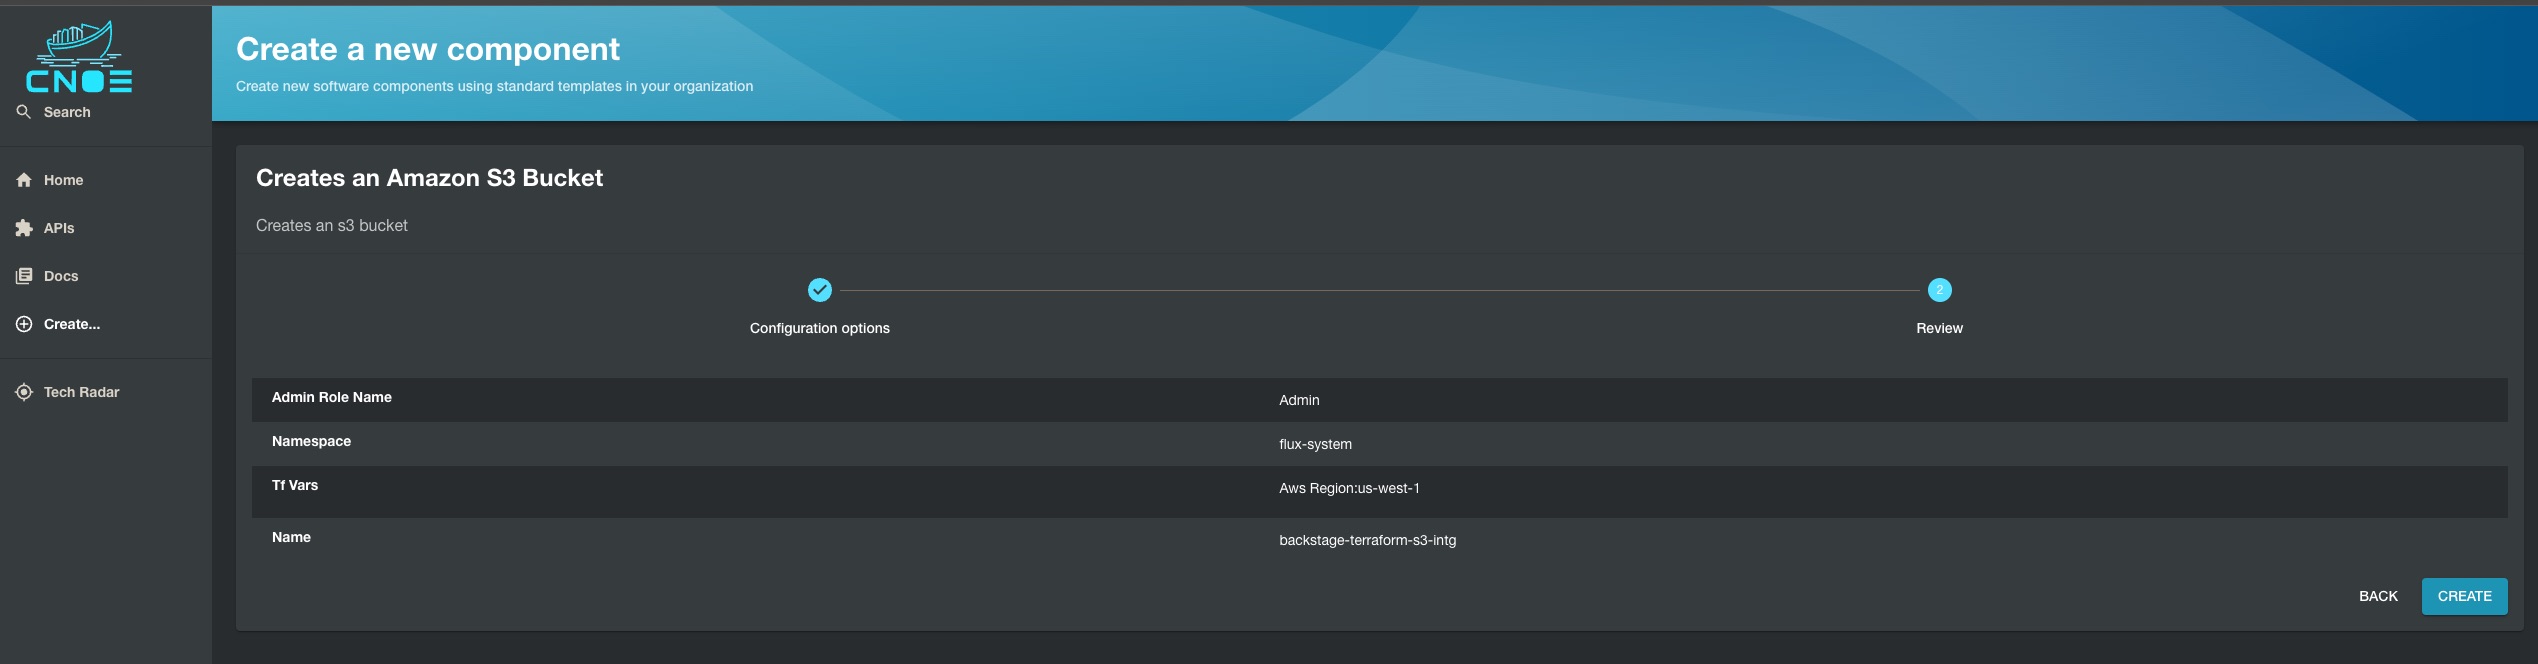 CNOE
Search
Home
APIs
Docs
Create...
Tech Radar
Create a new component
Create new software components using standard templates in your organization
Creates an Amazon S3 Bucket
Creates an s3 bucket
2
Configuration options
Review
Admin Role Name Admin
Namespace flux-system
Tf Vars Aws Region:us-west-1
Name backstage-terraform-s3-intg
BACK CREATE